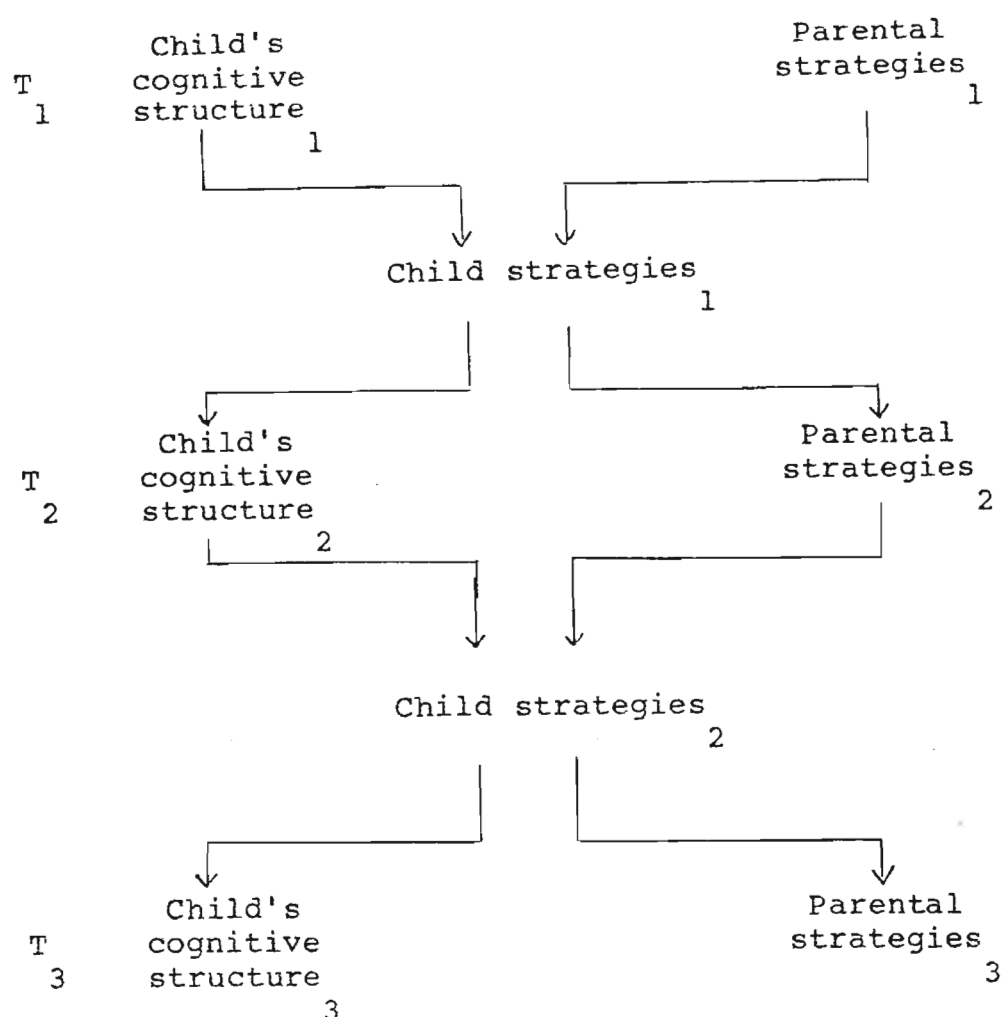 Child's
cognitive
structure
1
T
1
Parental
strategies
1
Child strategies
1
T
2
Child's
cognitive
structure
2
Parental
strategies
2
Child strategies
2
T
3
Child's
cognitive
structure
3
Parental
strategies
3